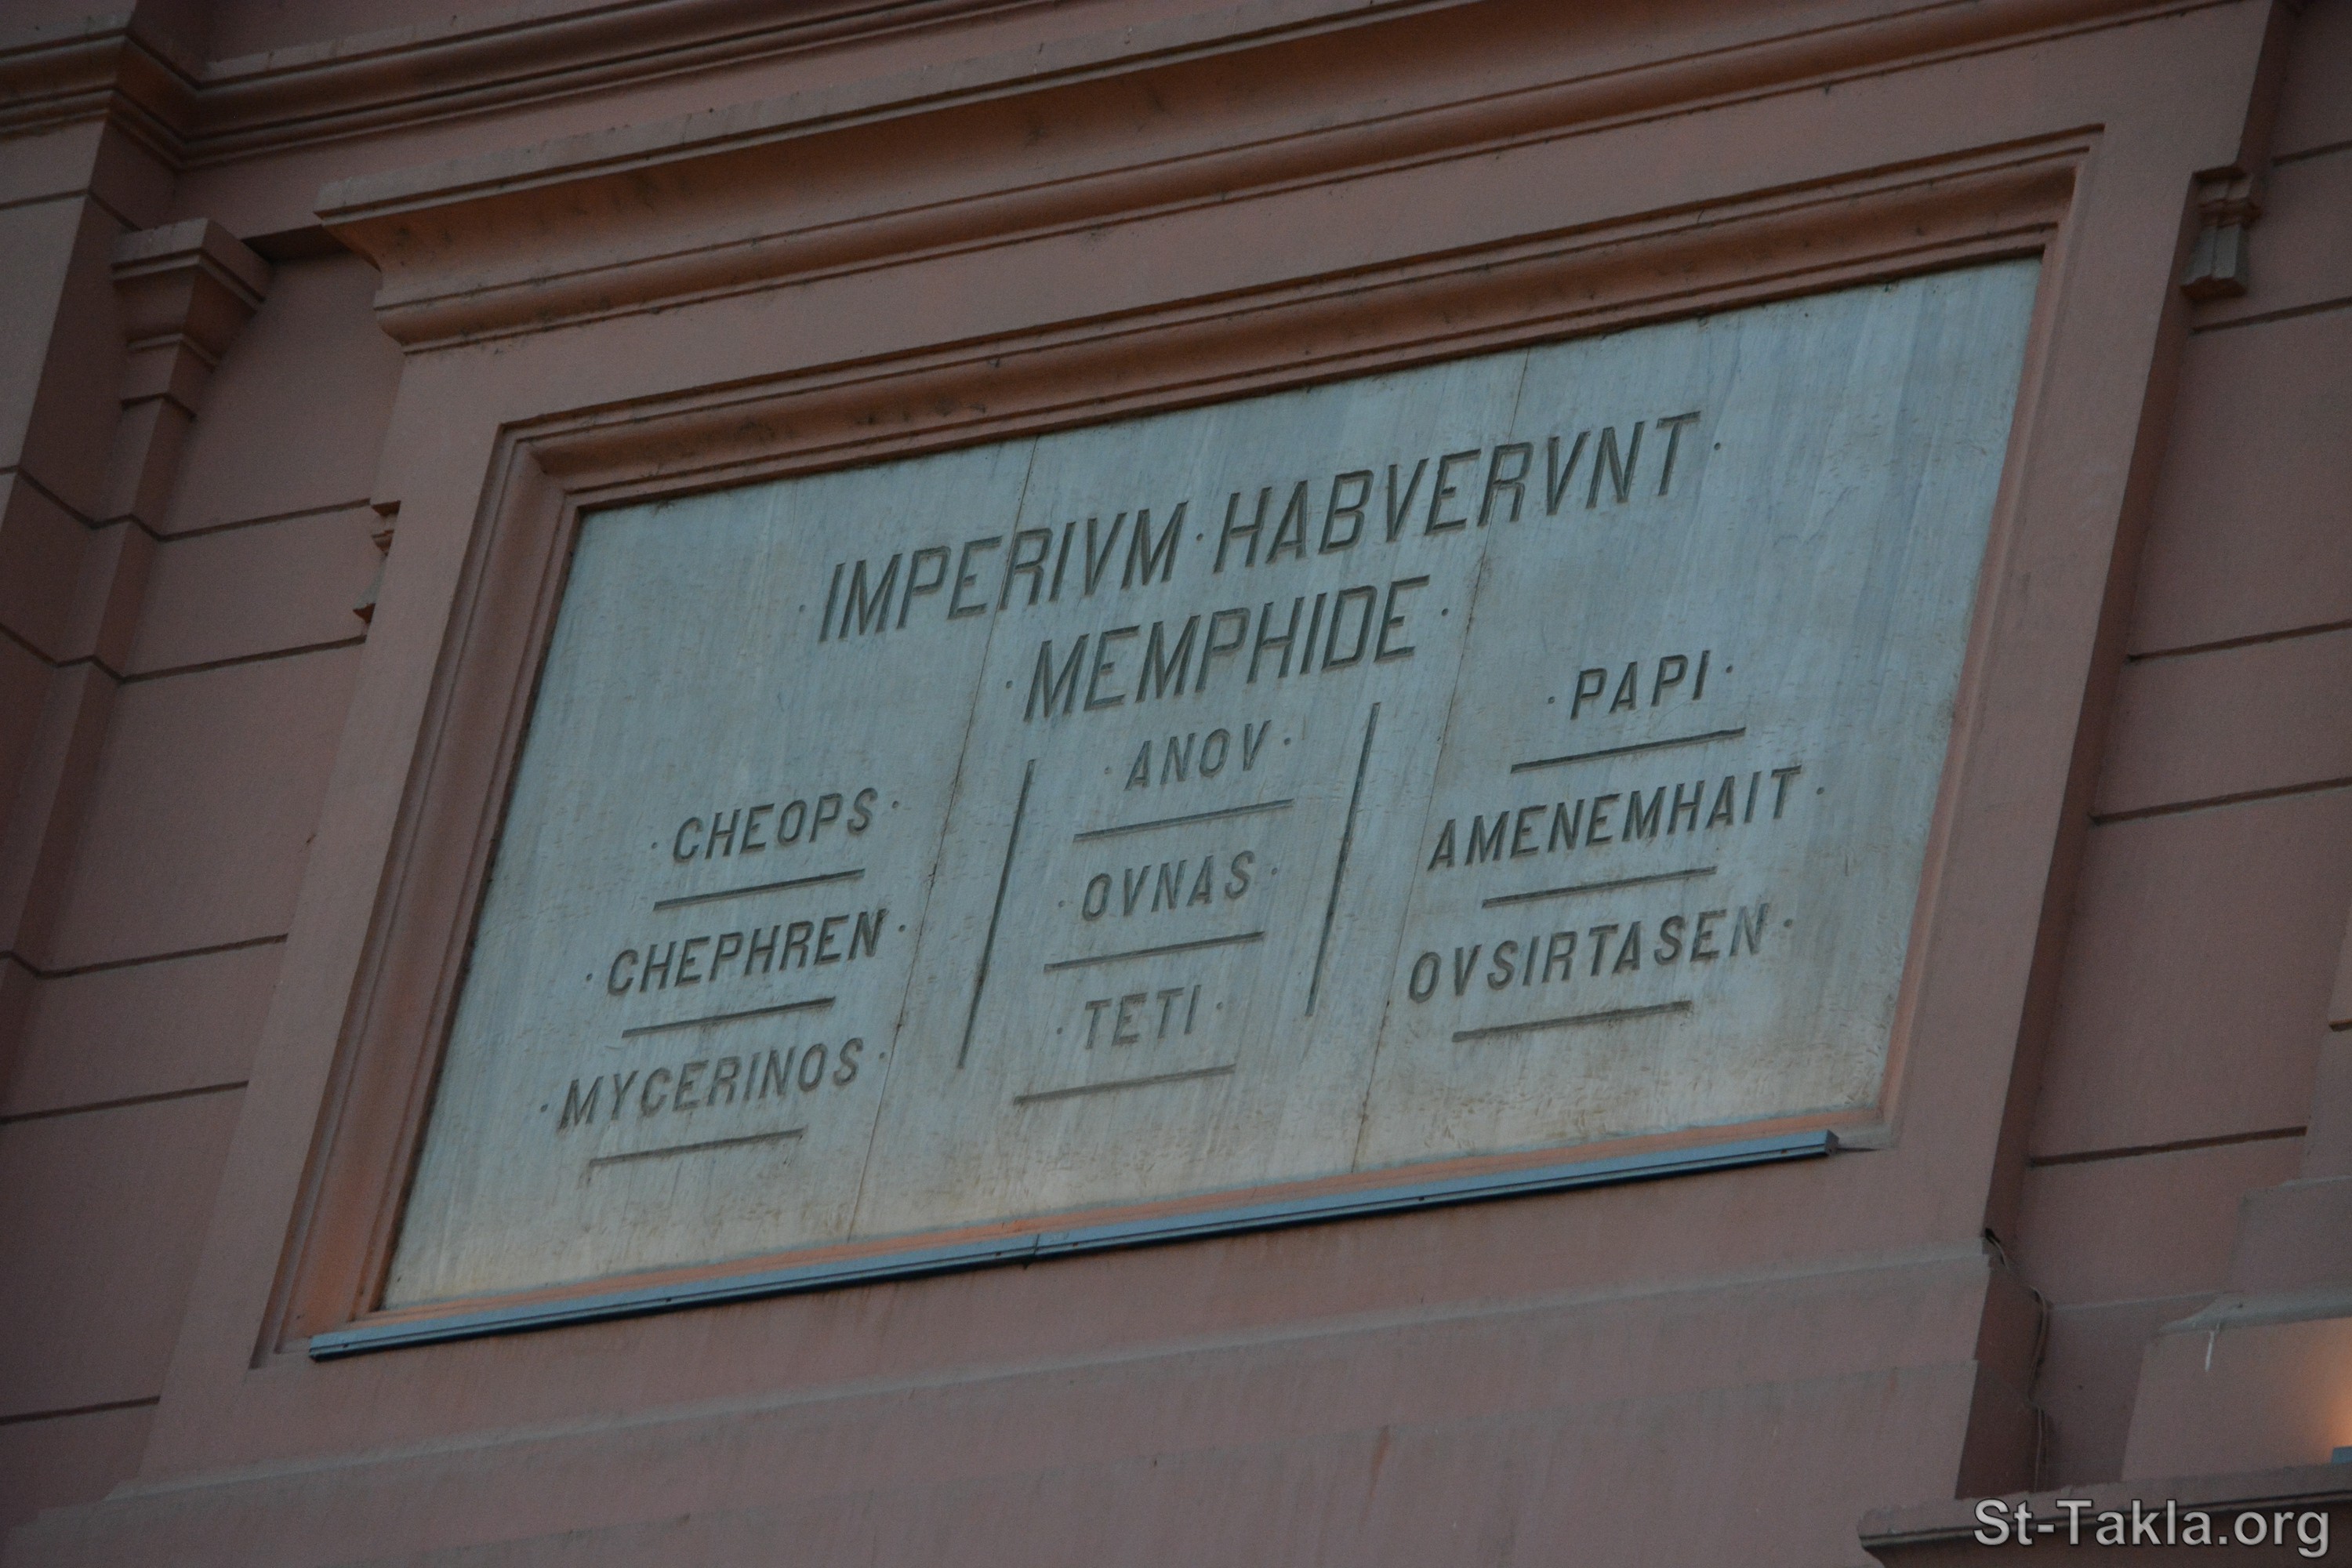 ·IMPERIVM·HABVERVNT·
·MEMPHIDE·
·CHEOPS·
·CHEPHREN·
·MYCERINOS·
·ANOV·
·OVNAS·
·TETI·
·PAPI·
AMENEMHAIT·
OVSIRTASEN·
St-Takla.org